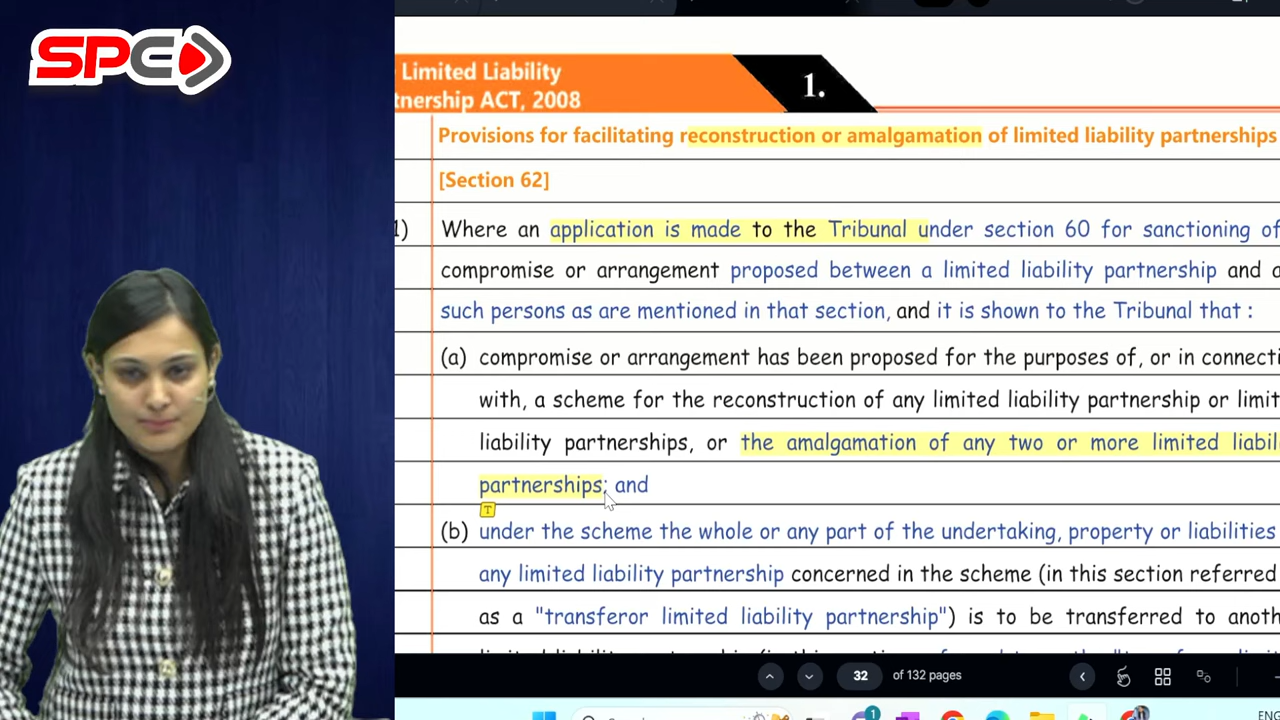 SPC
Limited Liability
tnership ACT, 2008
1.
Provisions for facilitating reconstruction or amalgamation of limited liability partnerships
[Section 62]
1) Where an application is made to the Tribunal under section 60 for sanctioning of
compromise or arrangement proposed between a limited liability partnership and a
such persons as are mentioned in that section, and it is shown to the Tribunal that :
(a) compromise or arrangement has been proposed for the purposes of, or in connecti
with, a scheme for the reconstruction of any limited liability partnership or limit
liability partnerships, or the amalgamation of any two or more limited liabil
partnerships; and
T
(b) under the scheme the whole or any part of the undertaking, property or liabilities
any limited liability partnership concerned in the scheme (in this section referred
as a "transferor limited liability partnership") is to be transferred to anoth
32 of 132 pages
1
ENG